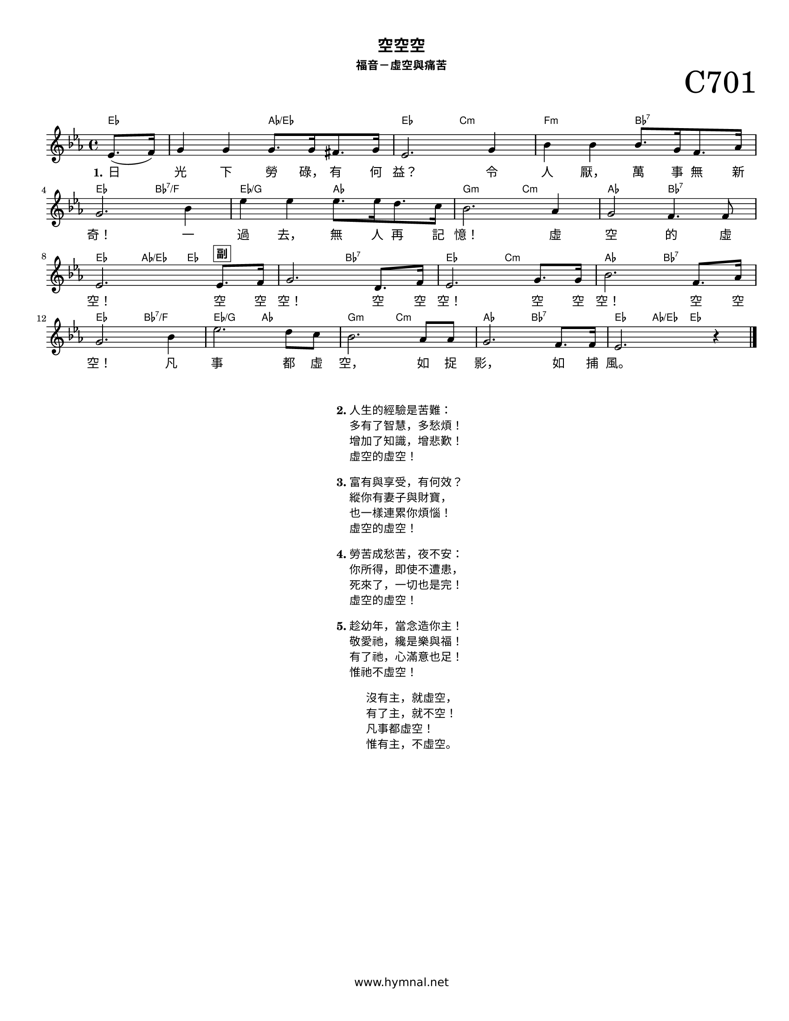 空空空
福音－虛空與痛苦
C701
E♭ A♭/E♭ E♭ Cm Fm B♭7
1. 日 光 下 勞 碌，有 何 益？ 令 人 厭， 萬 事 無 新
4 E♭ B♭7/F E♭/G A♭ Gm Cm A♭ B♭7
奇！ 一 過 去， 無 人 再 記 憶！ 虛 空 的 虛
8 E♭ A♭/E♭ E♭ 副 B♭7 E♭ Cm A♭ B♭7
空！ 空 空 空！ 空 空 空！ 空 空 空！ 空 空
12 E♭ B♭7/F E♭/G A♭ Gm Cm A♭ B♭7 E♭ A♭/E♭ E♭
空！ 凡 事 都 虛 空， 如 捉 影， 如 捕 風。
2. 人生的經驗是苦難：
多有了智慧，多愁煩！
增加了知識，增悲歎！
虛空的虛空！
3. 富有與享受，有何效？
縱你有妻子與財寶，
也一樣連累你煩惱！
虛空的虛空！
4. 勞苦成愁苦，夜不安：
你所得，即使不遭患，
死來了，一切也是完！
虛空的虛空！
5. 趁幼年，當念造你主！
敬愛祂，纔是樂與福！
有了祂，心滿意也足！
惟祂不虛空！
沒有主，就虛空，
有了主，就不空！
凡事都虛空！
惟有主，不虛空。
www.hymnal.net